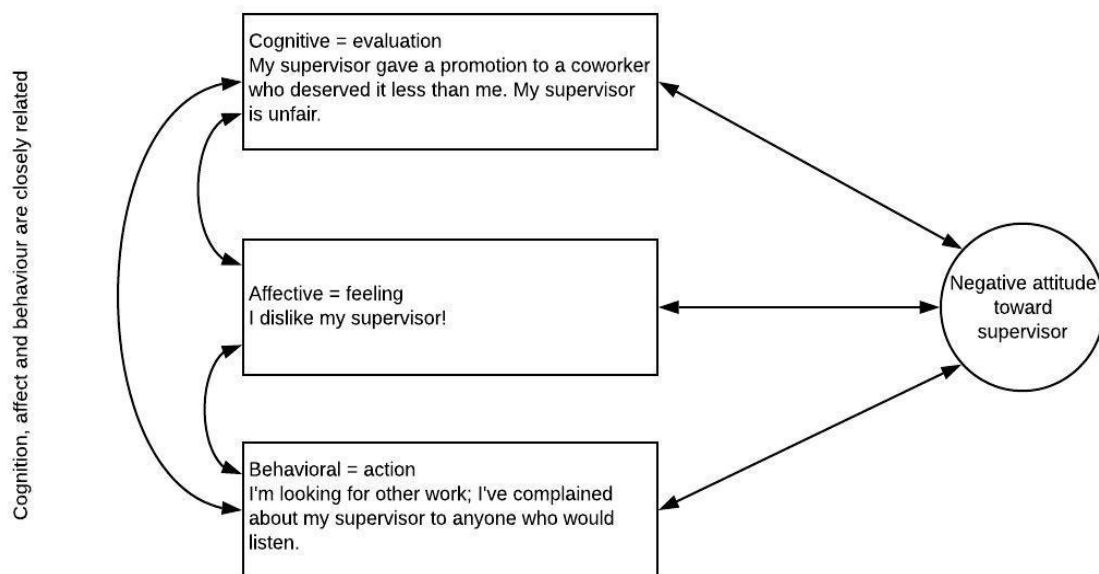 Cognition, affect and behaviour are closely related
Cognitive = evaluation
My supervisor gave a promotion to a coworker
who deserved it less than me. My supervisor
is unfair.
Affective = feeling
I dislike my supervisor!
Behavioral = action
I'm looking for other work; I've complained
about my supervisor to anyone who would
listen.
Negative attitude
toward
supervisor